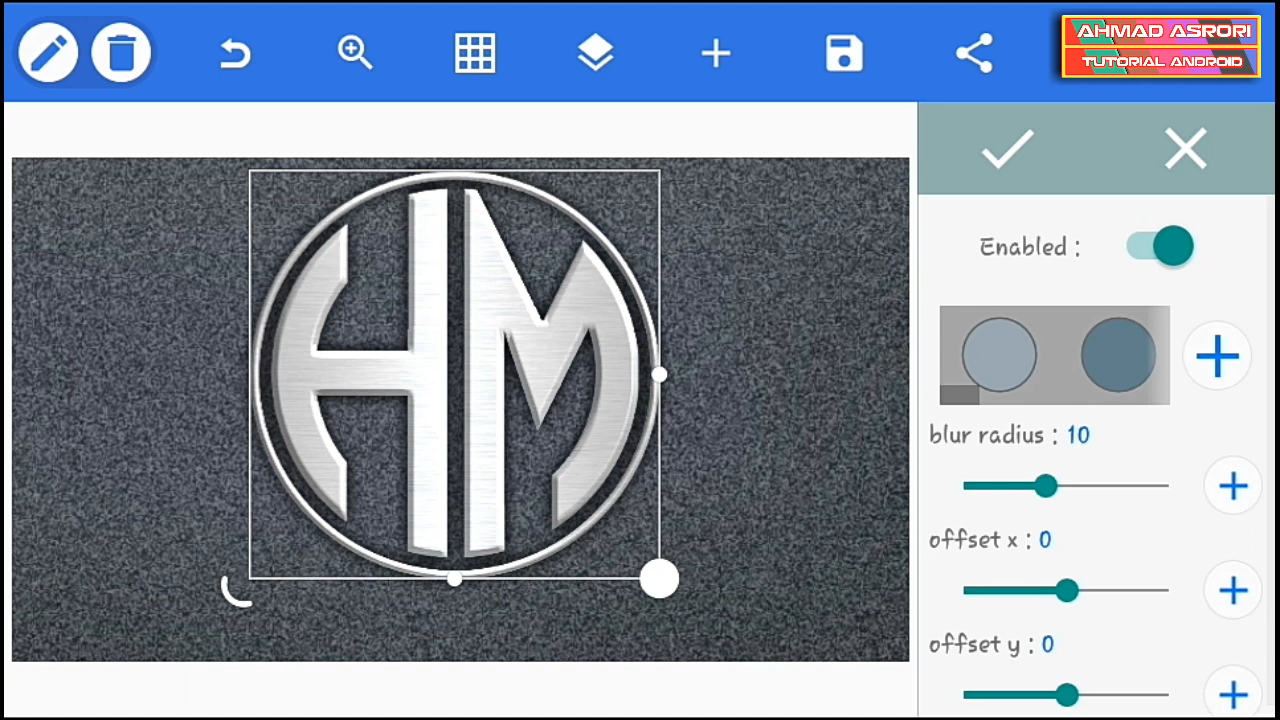 AHMAD ASRORI
TUTORIAL ANDROID
HM
Enabled :
blur radius : 10
offset x : 0
offset y : 0